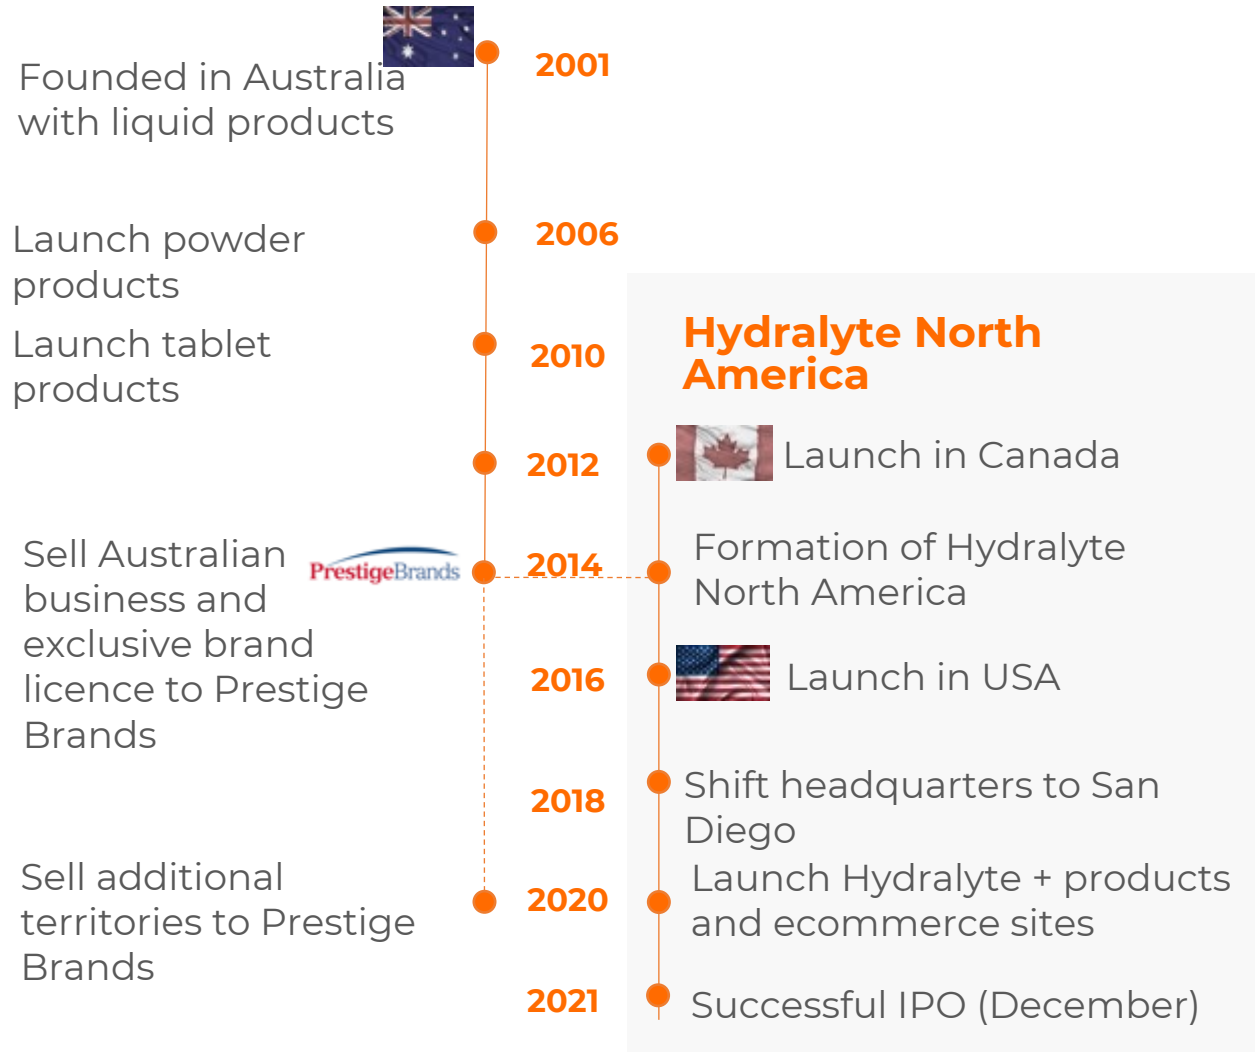 2001
Founded in Australia
with liquid products
2006
Launch powder
products
2010
Launch tablet
products
Hydralyte North
America
2012
Launch in Canada
2014
Sell Australian
business and
exclusive brand
licence to Prestige
Brands
PrestigeBrands
Formation of Hydralyte
North America
2016
Launch in USA
2018
Shift headquarters to San
Diego
2020
Sell additional
territories to Prestige
Brands
Launch Hydralyte + products
and ecommerce sites
2021
Successful IPO (December)